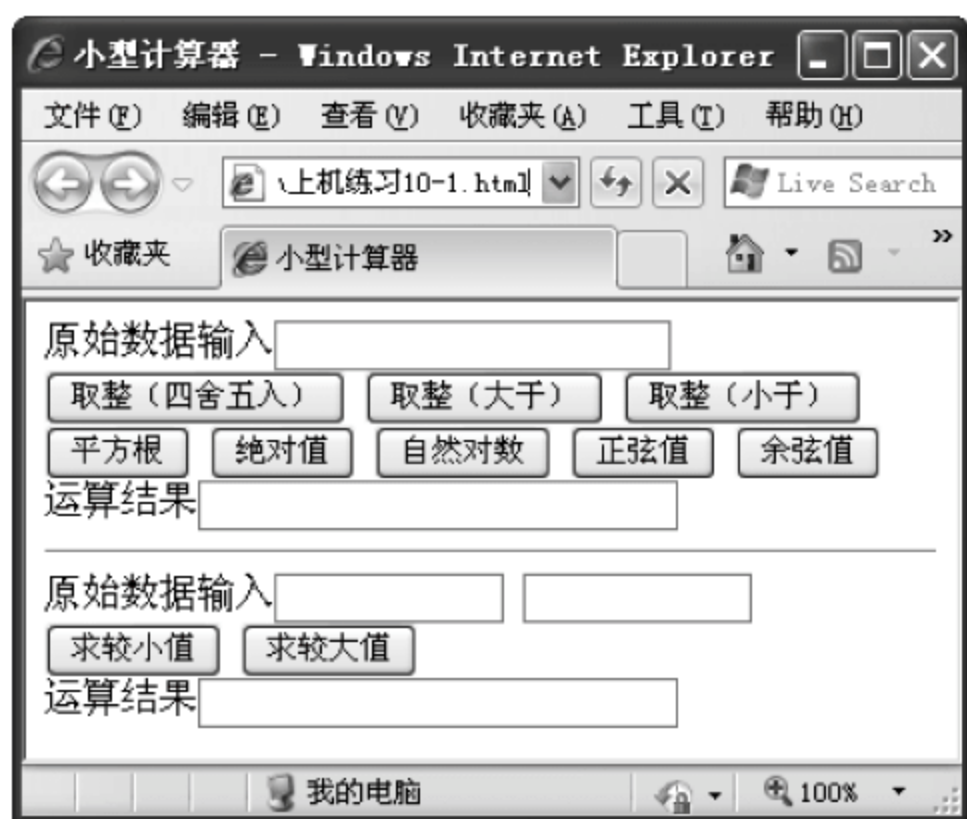 小型计算器 - Windows Internet Explorer
文件(F) 编辑(E) 查看(V) 收藏夹(A) 工具(T) 帮助(H)
\上机练习10-1.html Live Search
收藏夹 小型计算器 »
原始数据输入
取整（四舍五入） 取整（大于） 取整（小于）
平方根 绝对值 自然对数 正弦值 余弦值
运算结果
原始数据输入
求较小值 求较大值
运算结果
我的电脑 100%